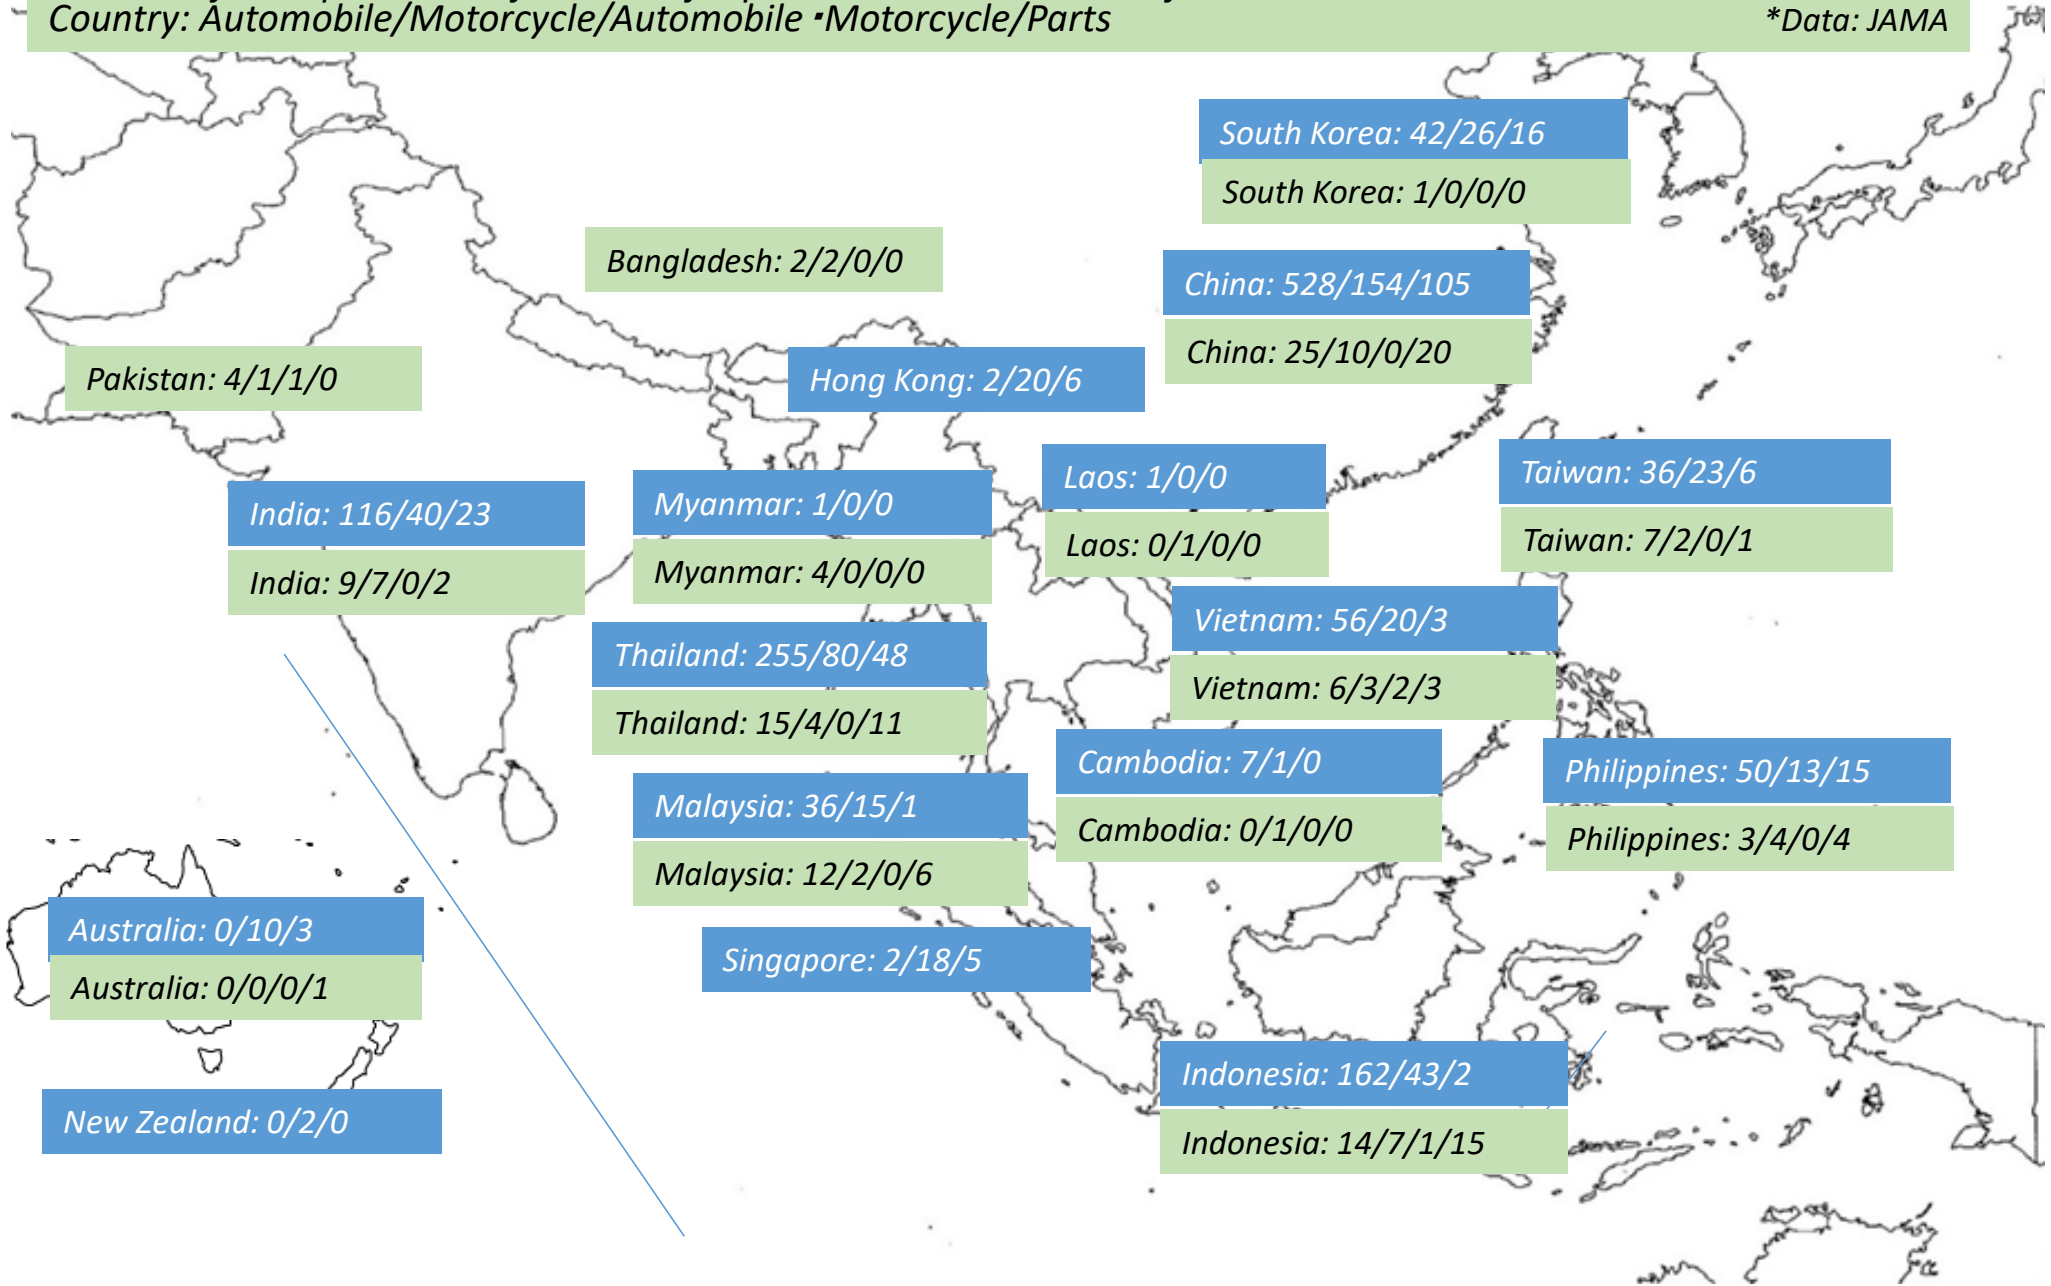 Country: Automobile/Motorcycle/Automobile・Motorcycle/Parts
*Data: JAMA
South Korea: 42/26/16
South Korea: 1/0/0/0
Bangladesh: 2/2/0/0
China: 528/154/105
China: 25/10/0/20
Pakistan: 4/1/1/0
Hong Kong: 2/20/6
Laos: 1/0/0
Laos: 0/1/0/0
Taiwan: 36/23/6
Taiwan: 7/2/0/1
India: 116/40/23
India: 9/7/0/2
Myanmar: 1/0/0
Myanmar: 4/0/0/0
Vietnam: 56/20/3
Vietnam: 6/3/2/3
Thailand: 255/80/48
Thailand: 15/4/0/11
Cambodia: 7/1/0
Cambodia: 0/1/0/0
Philippines: 50/13/15
Philippines: 3/4/0/4
Malaysia: 36/15/1
Malaysia: 12/2/0/6
Australia: 0/10/3
Australia: 0/0/0/1
Singapore: 2/18/5
Indonesia: 162/43/2
Indonesia: 14/7/1/15
New Zealand: 0/2/0